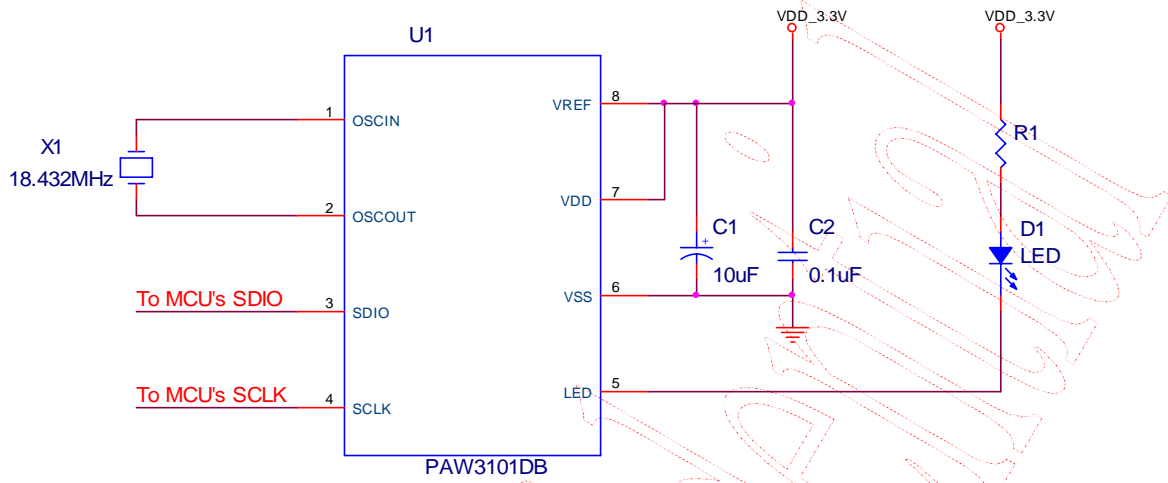 U1
VDD_3.3V
VDD_3.3V
1
OSCIN
VREF
8
X1
18.432MHz
R1
2
OSCOUT
VDD
7
C1
+
10uF
C2
0.1uF
D1
LED
To MCU's SDIO
3
SDIO
VSS
6
To MCU's SCLK
4
SCLK
LED
5
PAW3101DB